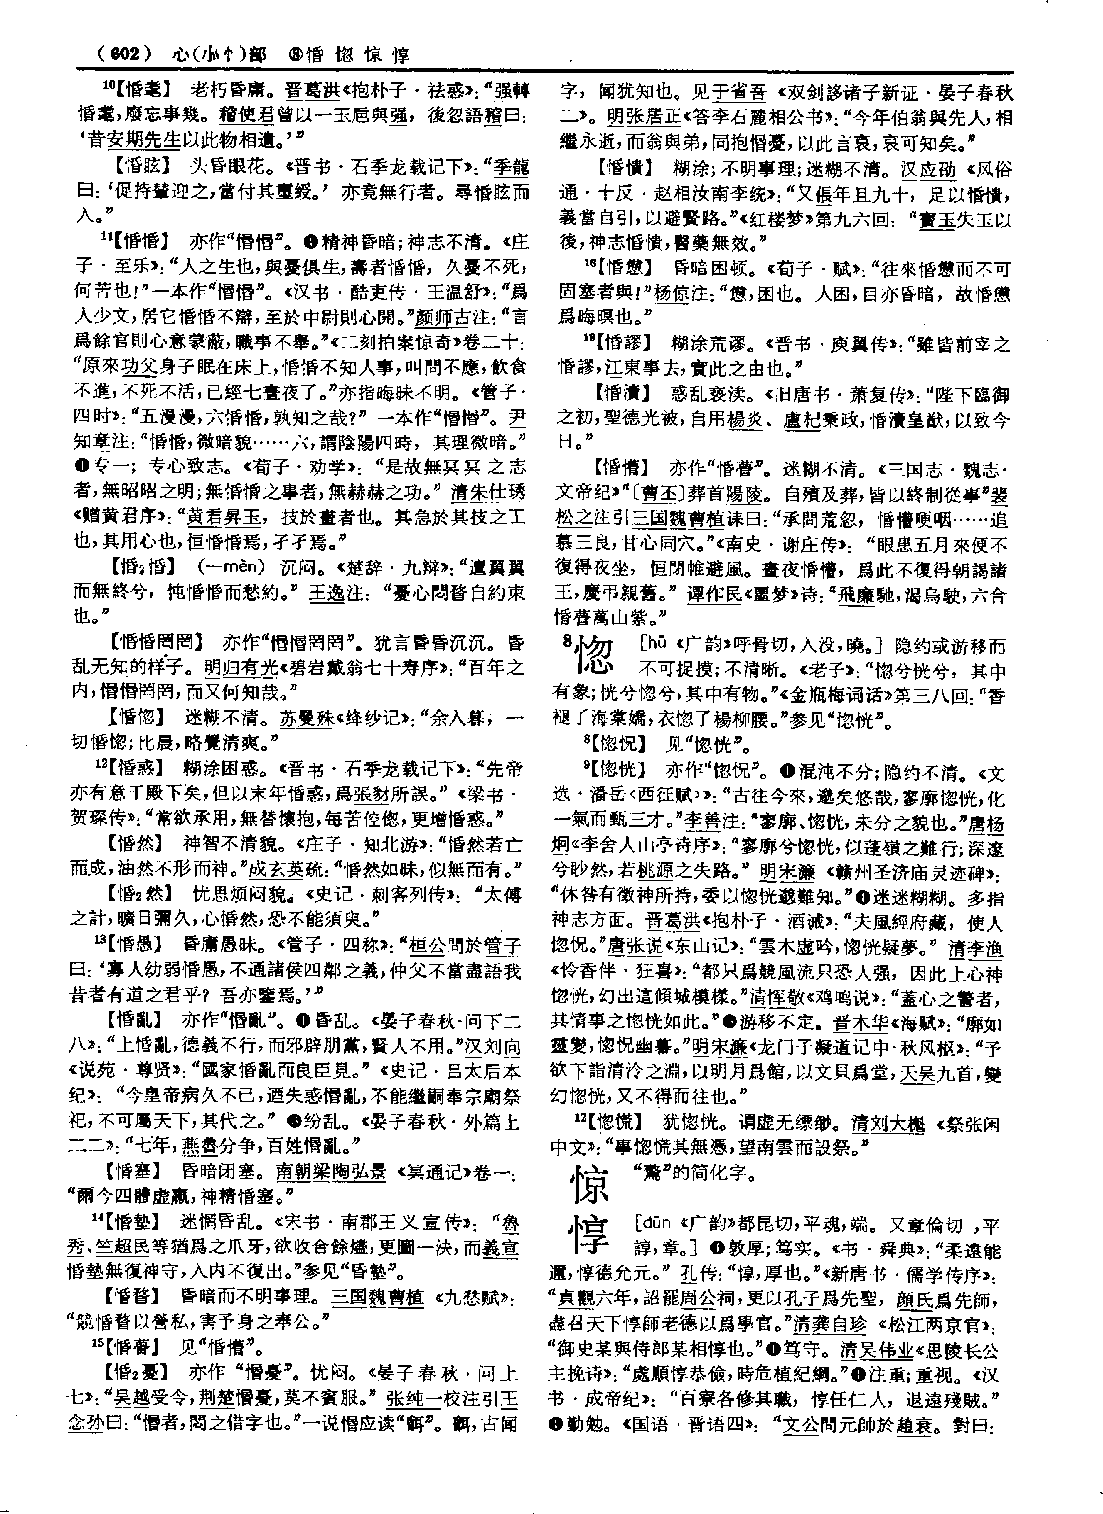 （602） 心(⺗忄)部 ⑧惛 惚 惊 惇
¹⁰【惛耄】 老朽昏庸。晋葛洪《抱朴子·祛惑》：“强轉
惛耄，廢忘事幾。稽使君曾以一玉卮與强，後忽語稽曰：
‘昔安期先生以此物相遺。’”
【惛眩】 头昏眼花。《晋书·石季龙载记下》：“季龍
曰：‘促持輦迎之，當付其璽綬。’亦竟無行者。尋惛眩而
入。”
¹¹【惛惛】 亦作“惽惽”。❶精神昏暗；神志不清。《庄
子·至乐》：“人之生也，與憂俱生，壽者惛惛，久憂不死，
何苦也！”一本作“惽惽”。《汉书·酷吏传·王温舒》：“爲
人少文，居它惛惛不辯，至於中尉則心開。”颜师古注：“言
爲餘官則心意蒙蔽，職事不舉。”《二刻拍案惊奇》卷二十：
“原來功父身子眠在床上，惛惛不知人事，叫問不應，飲食
不進，不死不活，已經七晝夜了。”亦指晦昧不明。《管子·
四时》：“五漫漫，六惛惛，孰知之哉？”一本作“惽惽”。尹
知章注：“惛惛，微暗貌……六，謂陰陽四時，其理微暗。”
❷专一；专心致志。《荀子·劝学》：“是故無冥冥之志
者，無昭昭之明；無惛惛之事者，無赫赫之功。”清朱仕琇
《赠黄君序》：“黄君昇玉，技於畫者也。其急於其技之工
也，其用心也，恒惛惛焉，孑孑焉。”
【惛₂惛】（—mèn）沉闷。《楚辞·九辩》：“邅翼翼
而無終兮，忳惛惛而愁約。”王逸注：“憂心悶瞀自約束
也。”
【惛惛罔罔】 亦作“惽惽罔罔”。犹言昏昏沉沉。昏
乱无知的样子。明归有光《碧岩戴翁七十寿序》：“百年之
内，惽惽罔罔，而又何知哉。”
【惛惚】 迷糊不清。苏曼殊《绛纱记》：“余入暮，一
切惛惚；比晨，略覺清爽。”
¹²【惛惑】 糊涂困惑。《晋书·石季龙载记下》：“先帝
亦有意于殿下矣，但以末年惛惑，爲張豺所誤。”《梁书·
贺琛传》：“常欲承用，無替懷抱，每苦倥偬，更增惛惑。”
【惛然】 神智不清貌。《庄子·知北游》：“惛然若亡
而或，油然不形而神。”成玄英疏：“惛然如昧，似無而有。”
【惛₂然】 忧思烦闷貌。《史记·刺客列传》：“太傅
之計，曠日彌久，心惛然，恐不能須臾。”
¹³【惛愚】 昏庸愚昧。《管子·四称》：“桓公問於管子
曰：‘寡人幼弱惛愚，不通諸侯四鄰之義，仲父不當盡語我
昔者有道之君乎？吾亦鑒焉。’”
【惛亂】 亦作“惽亂”。❶昏乱。《晏子春秋·问下二
八》：“上惛亂，德義不行，而邪辟朋黨，賢人不用。”汉刘向
《说苑·尊贤》：“國家惛亂而良臣見。”《史记·吕太后本
纪》：“今皇帝病久不已，迺失惑惽亂，不能繼嗣奉宗廟祭
祀，不可屬天下，其代之。”❷纷乱。《晏子春秋·外篇上
二二》：“七年，燕魯分争，百姓惽亂。”
【惛塞】 昏暗闭塞。南朝梁陶弘景《冥通记》卷一：
“爾今四體虚羸，神精惛塞。”
¹⁴【惛墊】 迷惘昏乱。《宋书·南郡王义宣传》：“魯
秀、竺超民等猶爲之爪牙，欲收合餘燼，更圖一決，而義宣
惛墊無復神守，入内不復出。”参见“昏墊”。
【惛瞀】 昏暗而不明事理。三国魏曹植《九愁赋》：
“競惛瞀以營私，害予身之奉公。”
¹⁵【惛瞢】 见“惛懵”。
【惛₂憂】 亦作“惽憂”。忧闷。《晏子春秋·问上
七》：“吴越受令，荆楚惽憂，莫不賓服。”张纯一校注引王
念孙曰：“惽者，悶之借字也。”一说惽应读“䎽”。䎽，古闻
字，闻犹知也。见于省吾《双剑誃诸子新证·晏子春秋
二》。明张居正《答李石麓相公书》：“今年伯翁與先人，相
繼永逝，而翁與弟，同抱惽憂，以此言哀，哀可知矣。”
【惛憒】 糊涂；不明事理；迷糊不清。汉应劭《风俗
通·十反·赵相汝南李统》：“又倀年且九十，足以惛憒，
義當自引，以避賢路。”《红楼梦》第九六回：“寶玉失玉以
後，神志惛憒，醫藥無效。”
¹⁶【惛憊】 昏暗困顿。《荀子·赋》：“往來惛憊而不可
固塞者與！”杨倞注：“憊，困也。人困，目亦昏暗，故惛憊
爲晦暝也。”
¹⁸【惛謬】 糊涂荒谬。《晋书·庾翼传》：“雖皆前宰之
惛謬，江東事去，實此之由也。”
【惛瀆】 惑乱亵渎。《旧唐书·萧复传》：“陛下臨御
之初，聖德光被，自用楊炎、盧杞秉政，惛瀆皇猷，以致今
日。”
【惛懵】 亦作“惛瞢”。迷糊不清。《三国志·魏志·
文帝纪》“〔曹丕〕葬首陽陵。自殯及葬，皆以終制從事”裴
松之注引三国魏曹植诔曰：“承問荒忽，惛懵哽咽……追
慕三良，甘心同穴。”《南史·谢庄传》：“眼患五月來便不
復得夜坐，恒閉帷避風。晝夜惛懵，爲此不復得朝謁諸
王，慶弔親舊。”谭作民《噩梦》诗：“飛廉馳，渴烏駛，六合
惛瞢萬山紫。”
⁸惚 [hū《广韵》呼骨切，入没，曉。] 隐约或游移而
不可捉摸；不清晰。《老子》：“惚兮恍兮，其中
有象；恍兮惚兮，其中有物。”《金瓶梅词话》第三八回：“香
褪了海棠嬌，衣惚了楊柳腰。”参见“惚恍”。
⁸【惚怳】 见“惚恍”。
⁹【惚恍】 亦作“惚怳”。❶混沌不分；隐约不清。《文
选·潘岳〈西征赋〉》：“古往今來，邈矣悠哉，寥廓惚恍，化
一氣而甄三才。”李善注：“寥廓、惚恍，未分之貌也。”唐杨
炯《李舍人山亭诗序》：“寥廓兮惚恍，似蓬嶺之難行；深邃
兮眇然，若桃源之失路。”明宋濂《赣州圣济庙灵迹碑》：
“休咎有徵神所持，委以惚恍邈難知。”❷迷迷糊糊。多指
神志方面。晋葛洪《抱朴子·酒诫》：“夫風經府藏，使人
惚怳。”唐张说《东山记》：“雲木虚吟，惚恍疑夢。”清李渔
《怜香伴·狂喜》：“都只爲競風流只恐人强，因此上心神
惚恍，幻出這傾城模樣。”清恽敬《鸡鸣说》：“蓋心之警者，
其情事之惚恍如此。”❸游移不定。晋木华《海赋》：“廓如
靈變，惚怳幽暮。”明宋濂《龙门子凝道记中·秋风枢》：“予
欲下詣清泠之淵，以明月爲館，以文貝爲堂，天吴九首，變
幻惚恍，又不得而往也。”
¹²【惚慌】 犹惚恍。谓虚无缥缈。清刘大櫆《祭张闲
中文》：“事惚慌其無憑，望南雲而設祭。”
惊 “驚”的简化字。
惇 [dūn《广韵》都昆切，平魂，端。又章倫切，平
諄，章。] ❶敦厚；笃实。《书·舜典》：“柔遠能
邇，惇德允元。”孔传：“惇，厚也。”《新唐书·儒学传序》：
“貞觀六年，詔罷周公祠，更以孔子爲先聖，顔氏爲先師，
盡召天下惇師老德以爲學官。”清龚自珍《松江两京官》：
“御史某與侍郎某相惇也。”❷笃守。清吴伟业《思陵长公
主挽诗》：“處順惇恭儉，時危植紀綱。”❸注重；重视。《汉
书·成帝纪》：“百寮各修其職，惇任仁人，退遠殘賊。”
❹勤勉。《国语·晋语四》：“文公問元帥於趙衰。對曰：